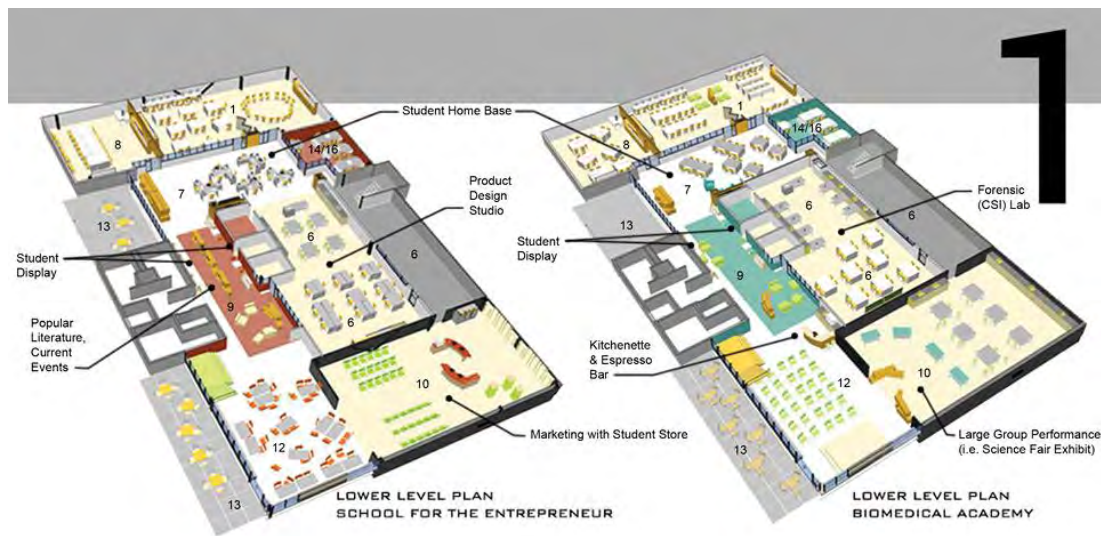 1
Student Home Base
1
8
14/16
7
13
Product
Design
Studio
6
6
6
Student
Display
9
Popular
Literature,
Current
Events
10
12
Marketing with Student Store
13
LOWER LEVEL PLAN
SCHOOL FOR THE ENTREPRENEUR
1
8
14/16
7
13
6
6
Forensic
(CSI) Lab
Student
Display
9
6
Kitchenette
& Espresso
Bar
12
10
13
Large Group Performance
(i.e. Science Fair Exhibit)
LOWER LEVEL PLAN
BIOMEDICAL ACADEMY